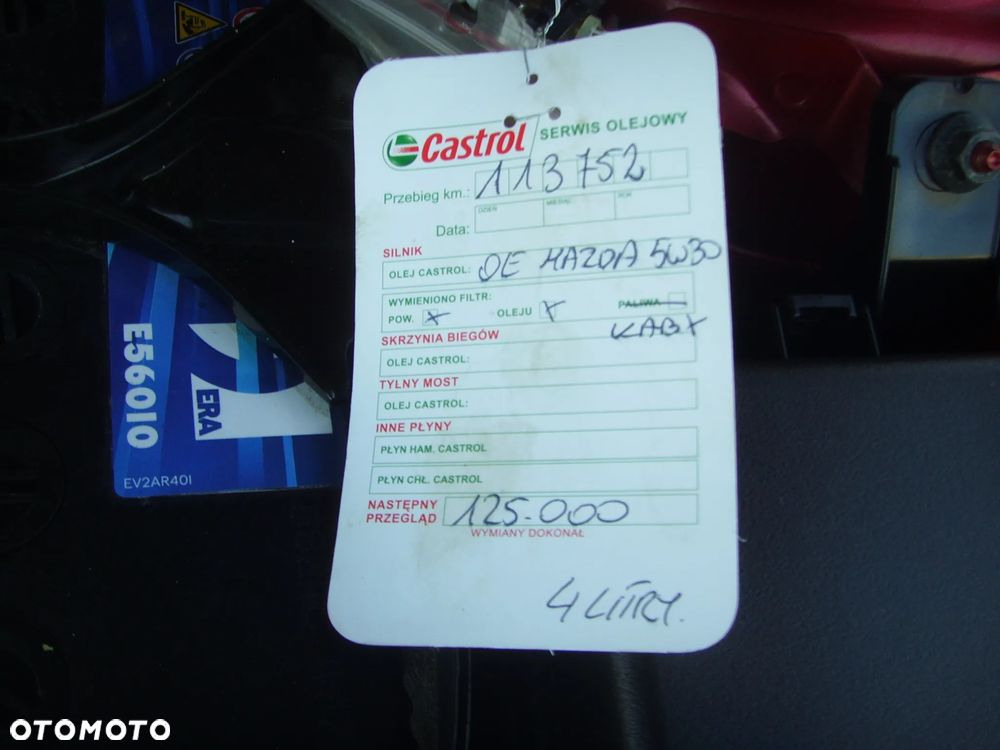 Castrol SERWIS OLEJOWY
Przebieg km.: 113752
DZIEŃ MIESIĄC ROK
Data:
SILNIK
OLEJ CASTROL: OE MAZDA 5W30
WYMIENIONO FILTR:
POW. X OLEJU X PALIWA
KAB X
SKRZYNIA BIEGÓW
OLEJ CASTROL:
TYLNY MOST
OLEJ CASTROL:
INNE PŁYNY
PŁYN HAM. CASTROL
PŁYN CHŁ. CASTROL
NASTĘPNY
PRZEGLĄD 125.000
WYMIANY DOKONAŁ
4 LITRY.
E56010
ERA
EV2AR40I
OTOMOTO